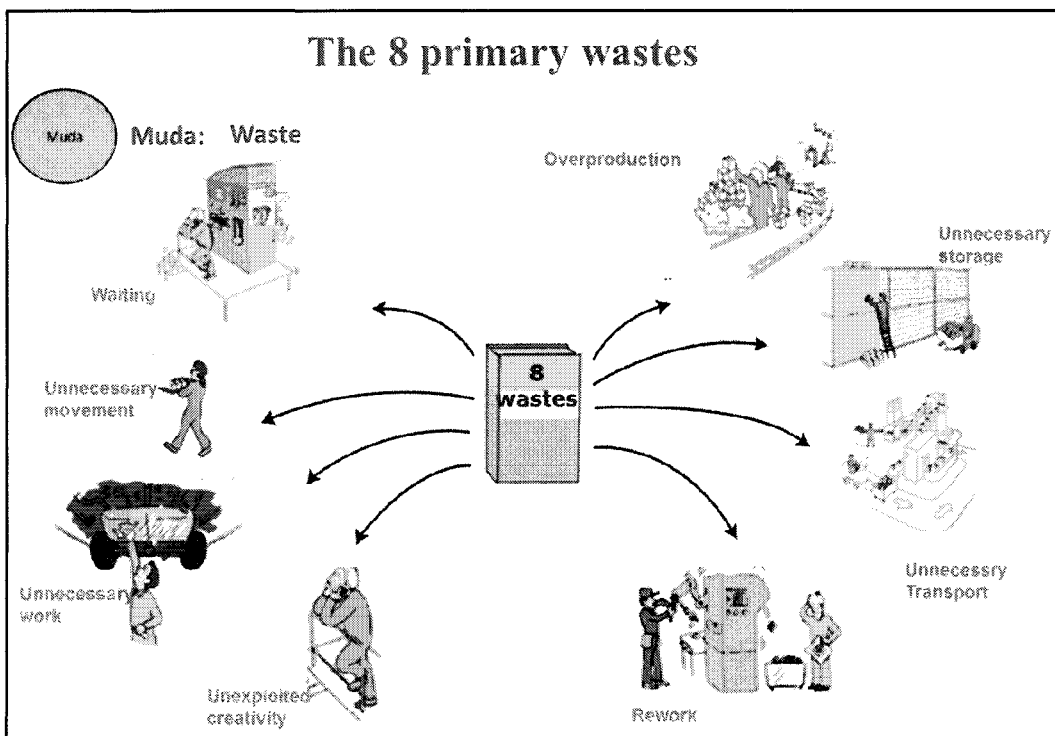 The 8 primary wastes
Muda
Muda: Waste
Overproduction
Unnecessary
storage
Waiting
8
wastes
Unnecessary
movement
Unnecessary
work
Unnecessry
Transport
Unexploited
creativity
Rework